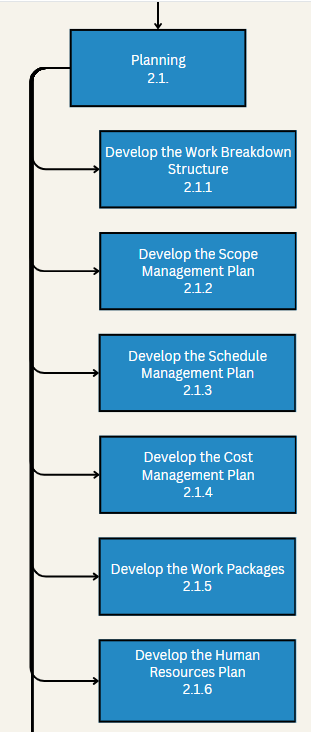 Planning
2.1.
Develop the Work Breakdown
Structure
2.1.1
Develop the Scope
Management Plan
2.1.2
Develop the Schedule
Management Plan
2.1.3
Develop the Cost
Management Plan
2.1.4
Develop the Work Packages
2.1.5
Develop the Human
Resources Plan
2.1.6